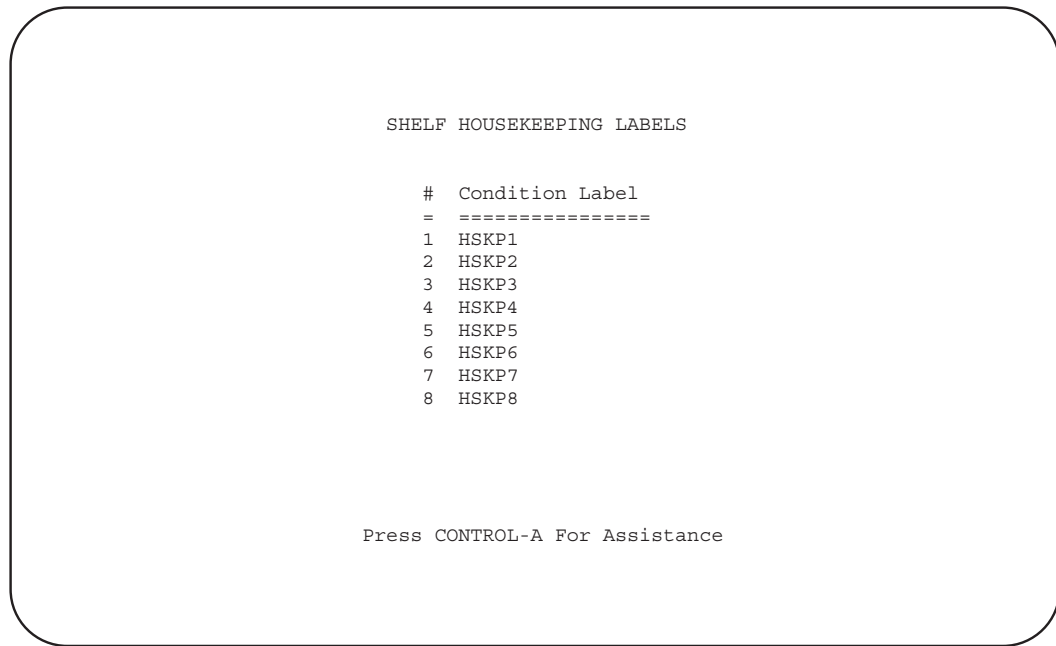 SHELF HOUSEKEEPING LABELS
# Condition Label
= ================
1 HSKP1
2 HSKP2
3 HSKP3
4 HSKP4
5 HSKP5
6 HSKP6
7 HSKP7
8 HSKP8
Press CONTROL-A For Assistance